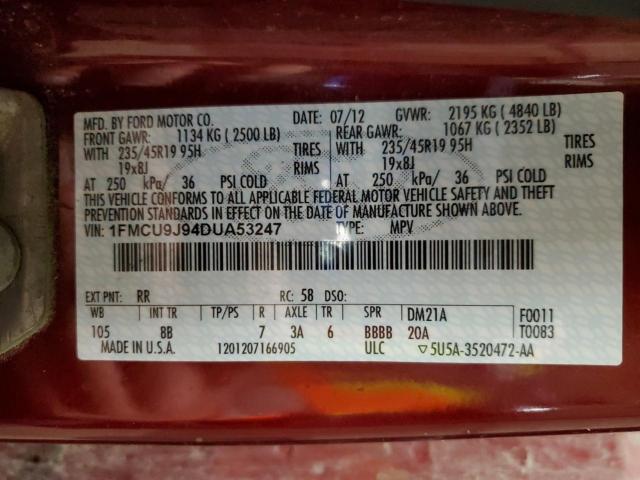 MFD. BY FORD MOTOR CO. DATE: 07/12 GVWR: 2195 KG ( 4840 LB)
FRONT GAWR: 1134 KG ( 2500 LB) REAR GAWR: 1067 KG ( 2352 LB)
WITH 235/45R19 95H TIRES WITH 235/45R19 95H TIRES
19x8J RIMS 19x8J RIMS
AT 250 kPa/ 36 PSI COLD AT 250 kPa/ 36 PSI COLD
THIS VEHICLE CONFORMS TO ALL APPLICABLE FEDERAL MOTOR VEHICLE SAFETY AND THEFT
PREVENTION STANDARDS IN EFFECT ON THE DATE OF MANUFACTURE SHOWN ABOVE.
VIN: 1FMCU9J94DUA53247 TYPE: MPV
EXT PNT: RR RC: 58 DSO:
WB INT TR TP/PS R AXLE TR SPR DM21A F0011
105 8B 7 3A 6 BBBB 20A T0083
MADE IN U.S.A. 1201207166905 ULC ▽5U5A-3520472-AA